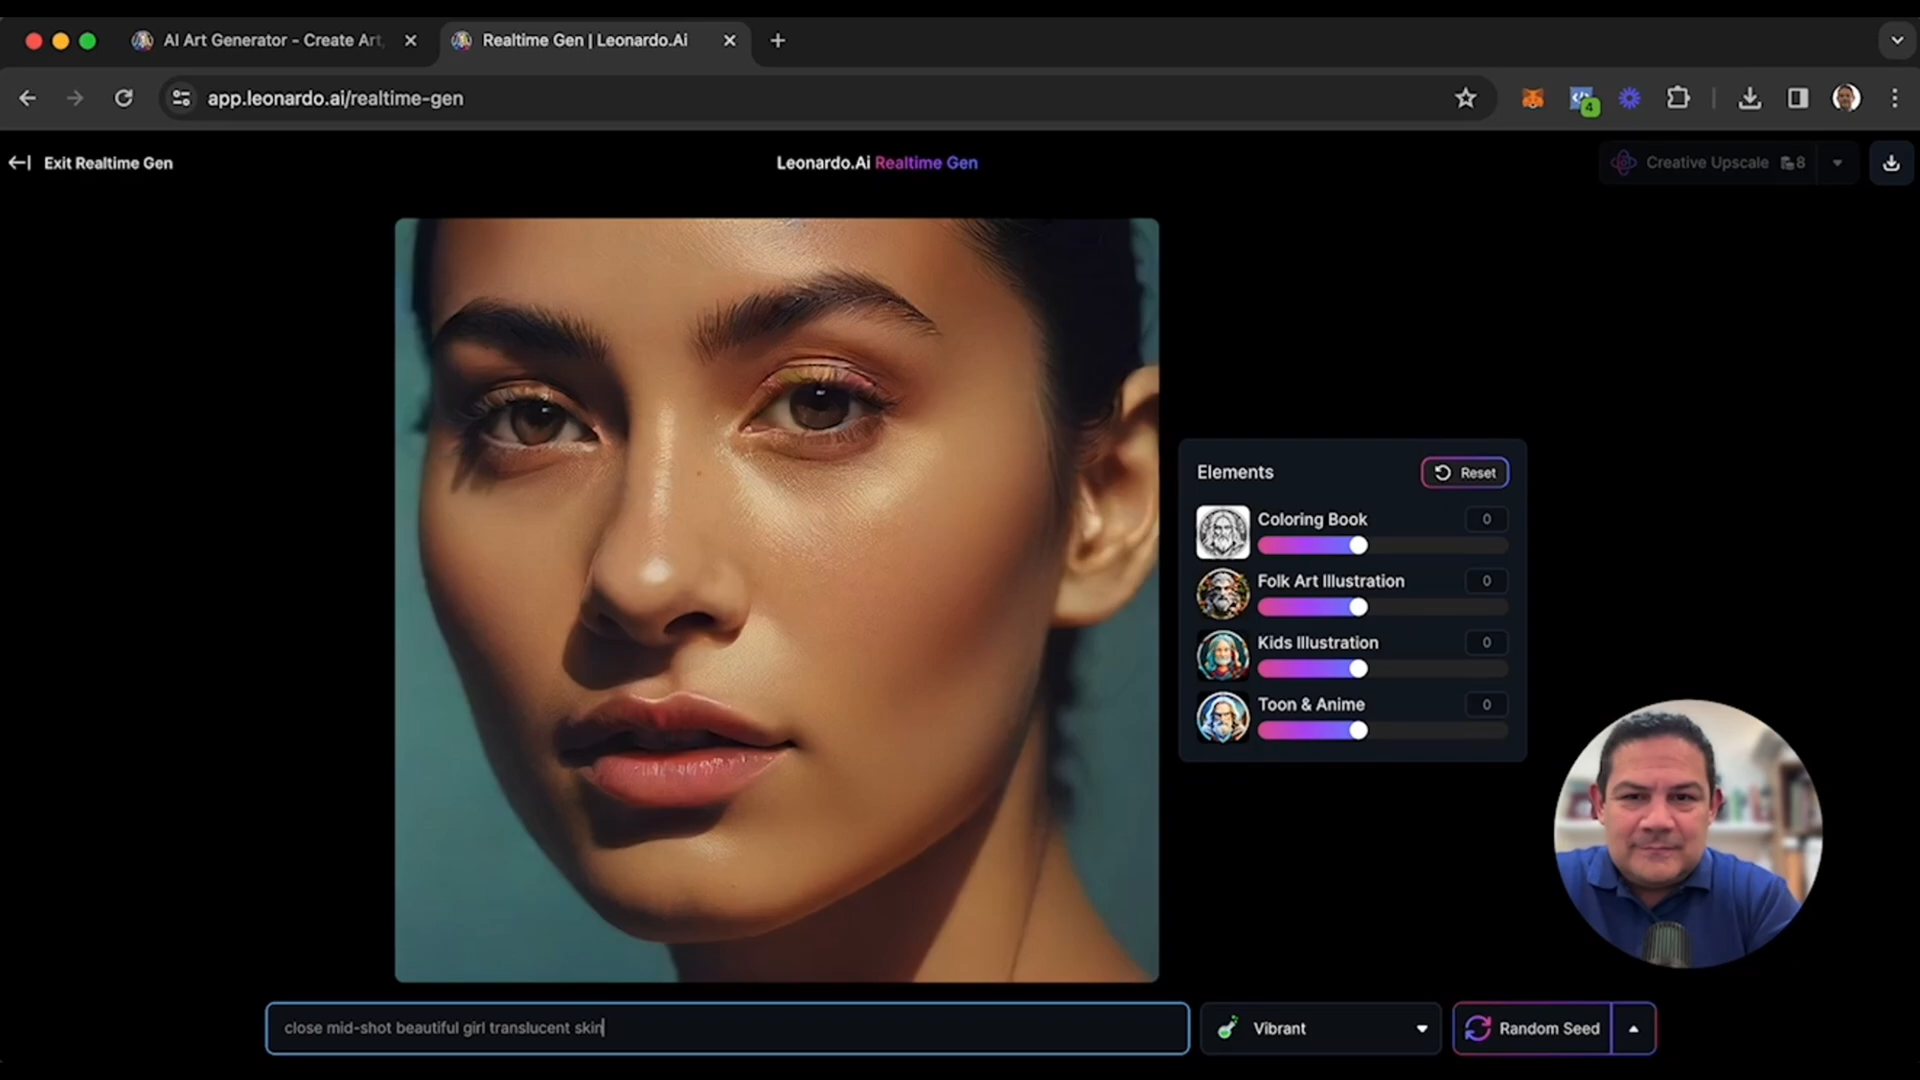 AI Art Generator - Create Art,
Realtime Gen | Leonardo.Ai
app.leonardo.ai/realtime-gen
4
Exit Realtime Gen
Leonardo.Ai Realtime Gen
Creative Upscale 8
Elements
Reset
Coloring Book 0
Folk Art Illustration 0
Kids Illustration 0
Toon & Anime 0
close mid-shot beautiful girl translucent skin
Vibrant
Random Seed